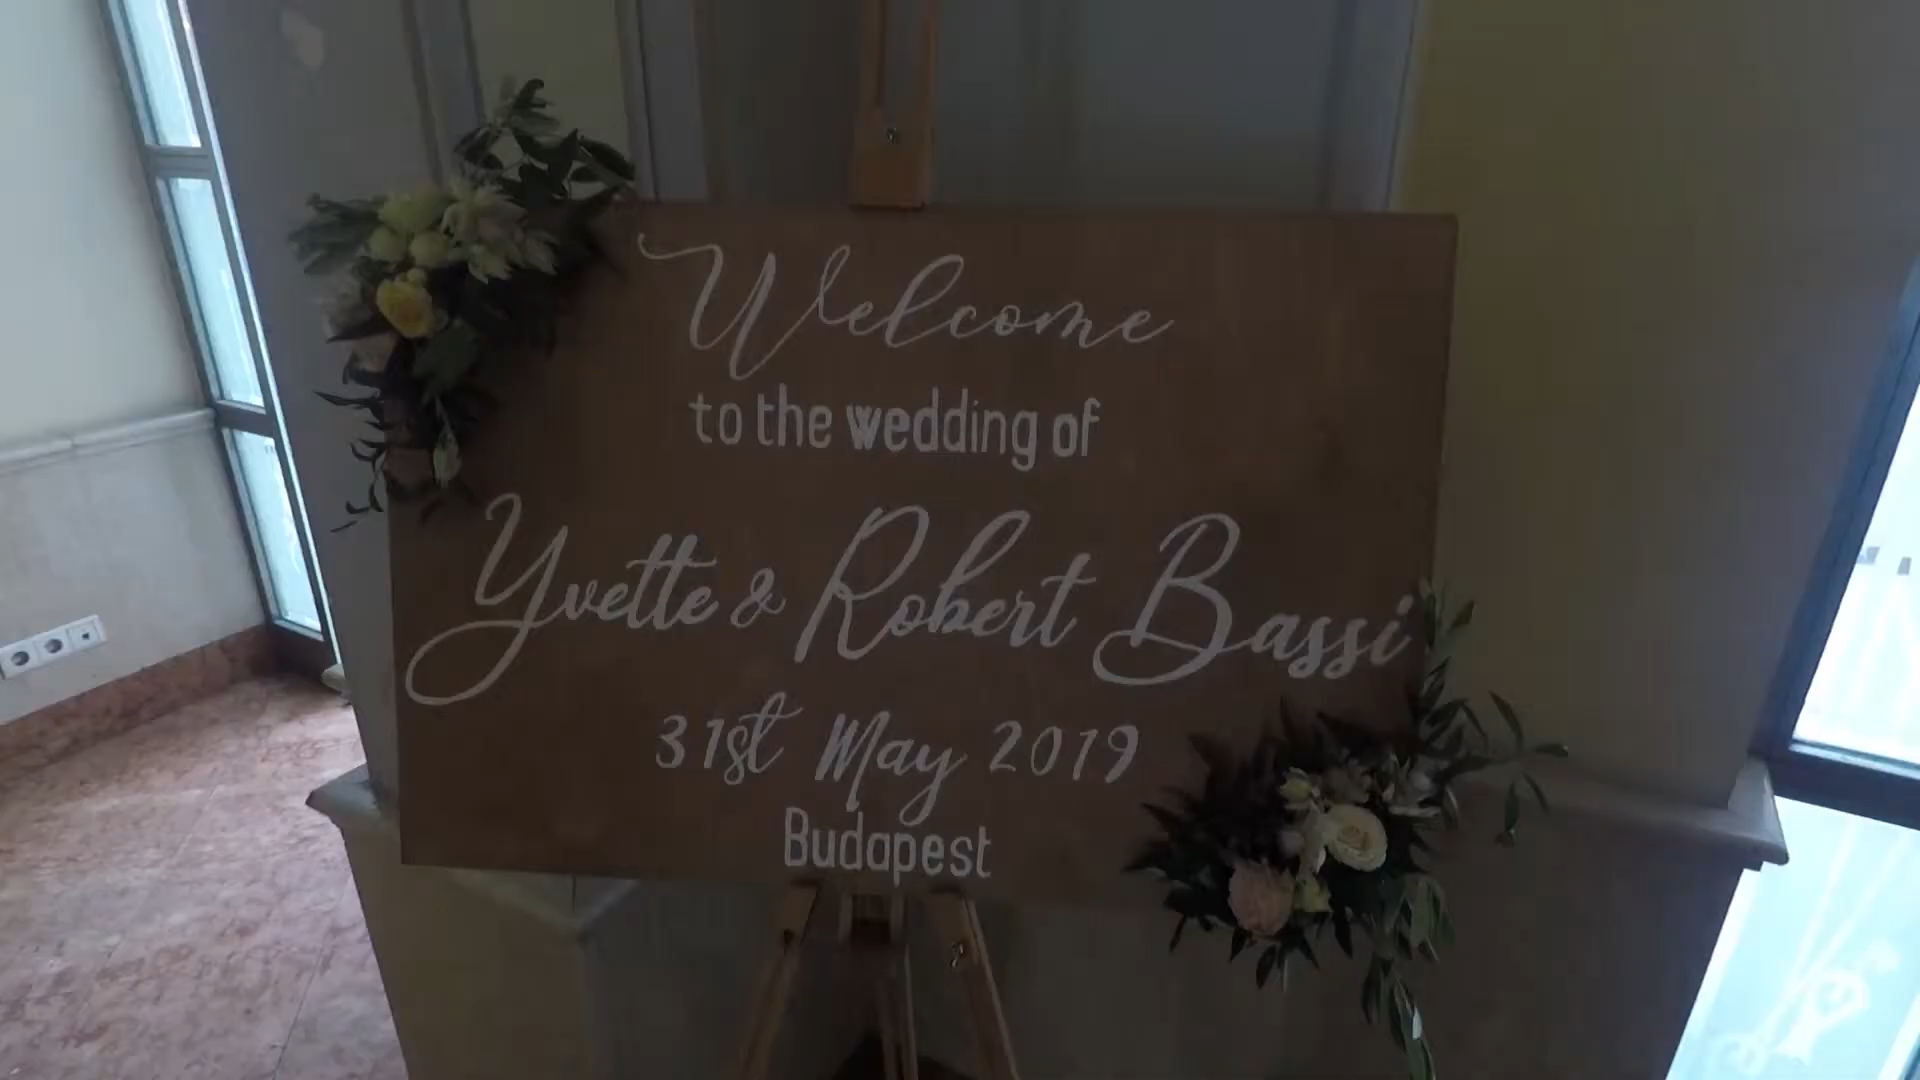 Welcome
to the wedding of
Yvette & Robert Bassi
31st May 2019
Budapest